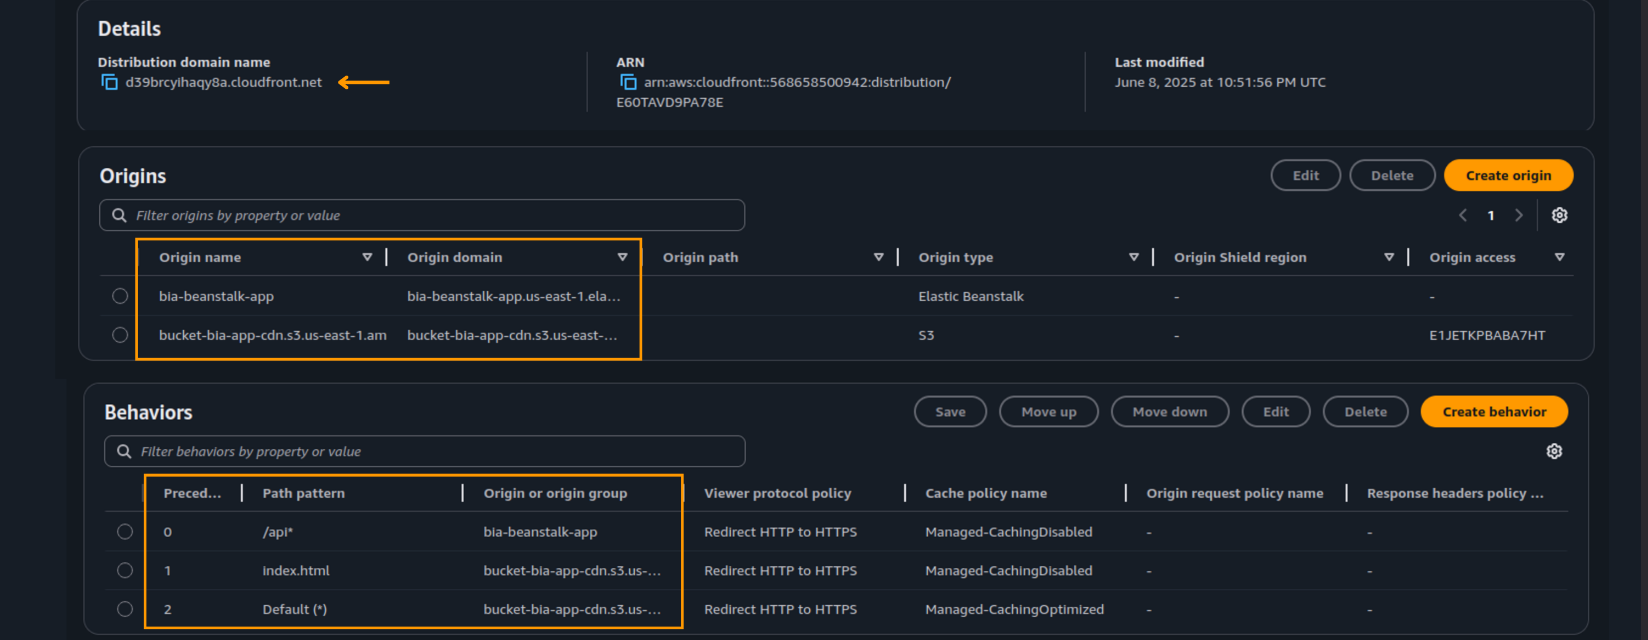 Details
Distribution domain name
d39brcyihaqy8a.cloudfront.net
ARN
arn:aws:cloudfront::568658500942:distribution/
E60TAVD9PA78E
Last modified
June 8, 2025 at 10:51:56 PM UTC
Origins
Edit
Delete
Create origin
Filter origins by property or value
1
Origin name
Origin domain
Origin path
Origin type
Origin Shield region
Origin access
bia-beanstalk-app
bia-beanstalk-app.us-east-1.ela...
Elastic Beanstalk
-
-
bucket-bia-app-cdn.s3.us-east-1.am
bucket-bia-app-cdn.s3.us-east-...
S3
-
E1JETKPBABA7HT
Behaviors
Save
Move up
Move down
Edit
Delete
Create behavior
Filter behaviors by property or value
Preced...
Path pattern
Origin or origin group
Viewer protocol policy
Cache policy name
Origin request policy name
Response headers policy ...
0
/api*
bia-beanstalk-app
Redirect HTTP to HTTPS
Managed-CachingDisabled
-
-
1
index.html
bucket-bia-app-cdn.s3.us-...
Redirect HTTP to HTTPS
Managed-CachingDisabled
-
-
2
Default (*)
bucket-bia-app-cdn.s3.us-...
Redirect HTTP to HTTPS
Managed-CachingOptimized
-
-